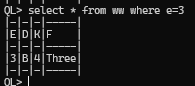 QL> select * from ww where e=3
|-|-|-|-----|
|E|D|K|F    |
|-|-|-|-----|
|3|B|4|Three|
|-|-|-|-----|
QL>